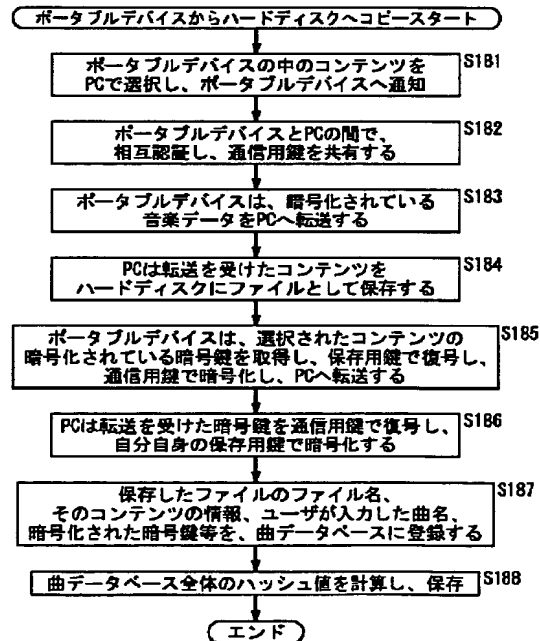 ポータブルデバイスからハードディスクへコピースタート
ポータブルデバイスの中のコンテンツを
PCで選択し、ポータブルデバイスへ通知
S181
ポータブルデバイスとPCの間で、
相互認証し、通信用鍵を共有する
S182
ポータブルデバイスは、暗号化されている
音楽データをPCへ転送する
S183
PCは転送を受けたコンテンツを
ハードディスクにファイルとして保存する
S184
ポータブルデバイスは、選択されたコンテンツの
暗号化されている暗号鍵を取得し、保存用鍵で復号し、
通信用鍵で暗号化し、PCへ転送する
S185
PCは転送を受けた暗号鍵を通信用鍵で復号し、
自分自身の保存用鍵で暗号化する
S186
保存したファイルのファイル名、
そのコンテンツの情報、ユーザが入力した曲名、
暗号化された暗号鍵等を、曲データベースに登録する
S187
曲データベース全体のハッシュ値を計算し、保存
S188
エンド